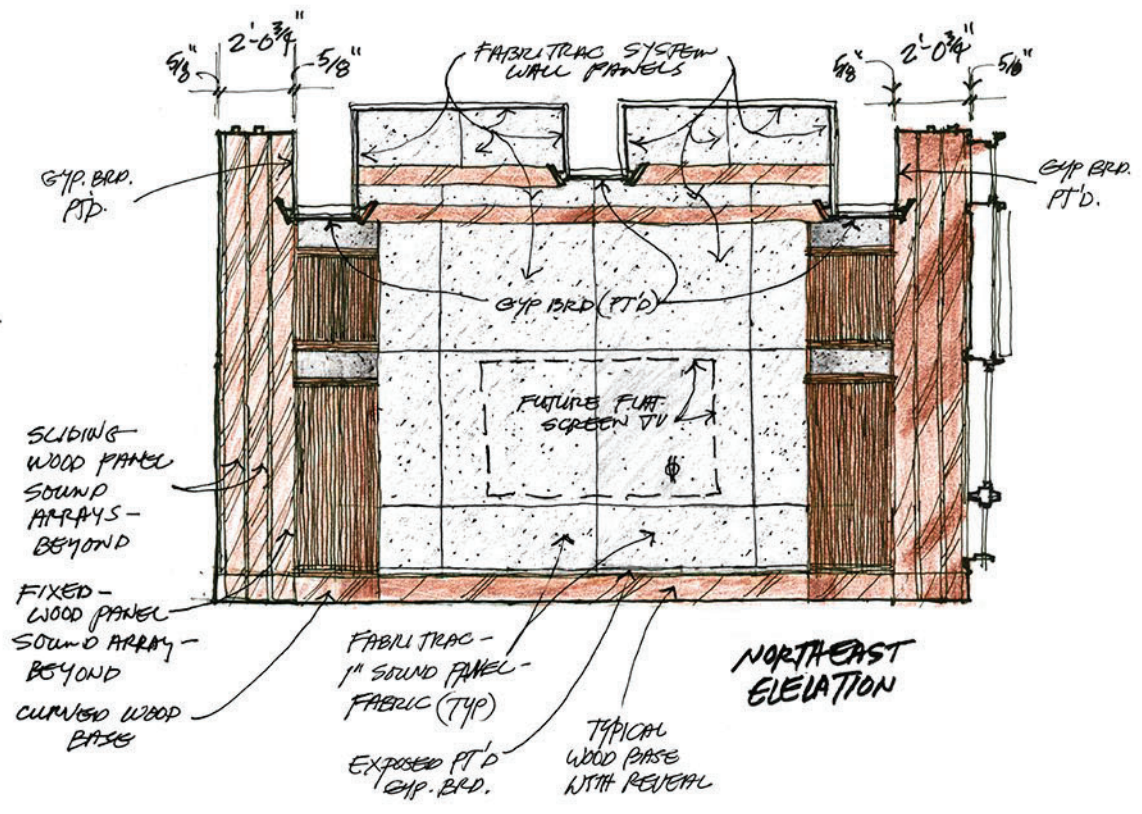 5/8"
2'-0 3/4"
5/8"
FABRITRAC SYSTEM
WALL PANELS
5/8"
2'-0 3/4"
5/8"
GYP. BRD.
PT'D.
GYP BRD.
PT'D.
GYP BRD (PT'D)
FUTURE FLAT
SCREEN TV
SLIDING
WOOD PANEL
SOUND
ARRAYS-
BEYOND
FIXED-
WOOD PANEL
SOUND ARRAY-
BEYOND
CURVED WOOD
BASE
FABRITRAC-
1" SOUND PANEL-
FABRIC (TYP)
EXPOSED PT'D
GYP. BRD.
TYPICAL
WOOD BASE
WITH REVEAL
NORTHEAST
ELELATION